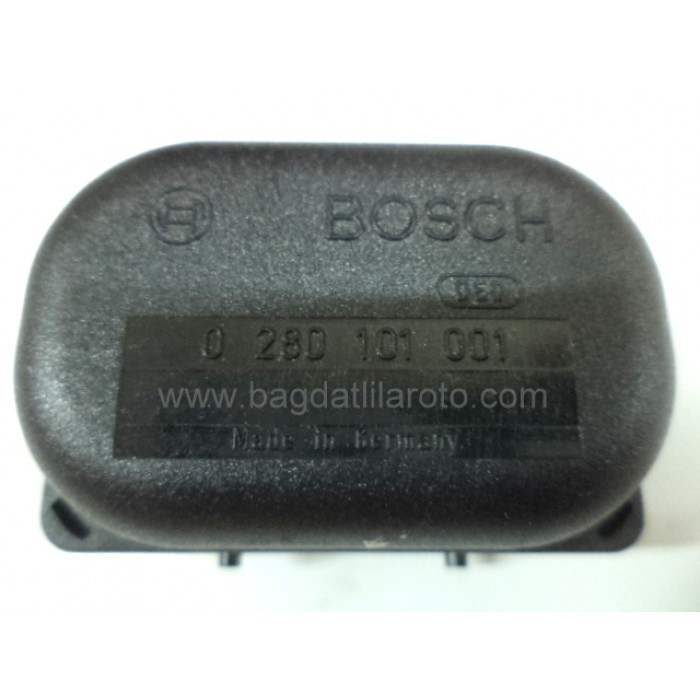 BOSCH
0 280 101 001
www.bagdatlilaroto.com
Made in Germany